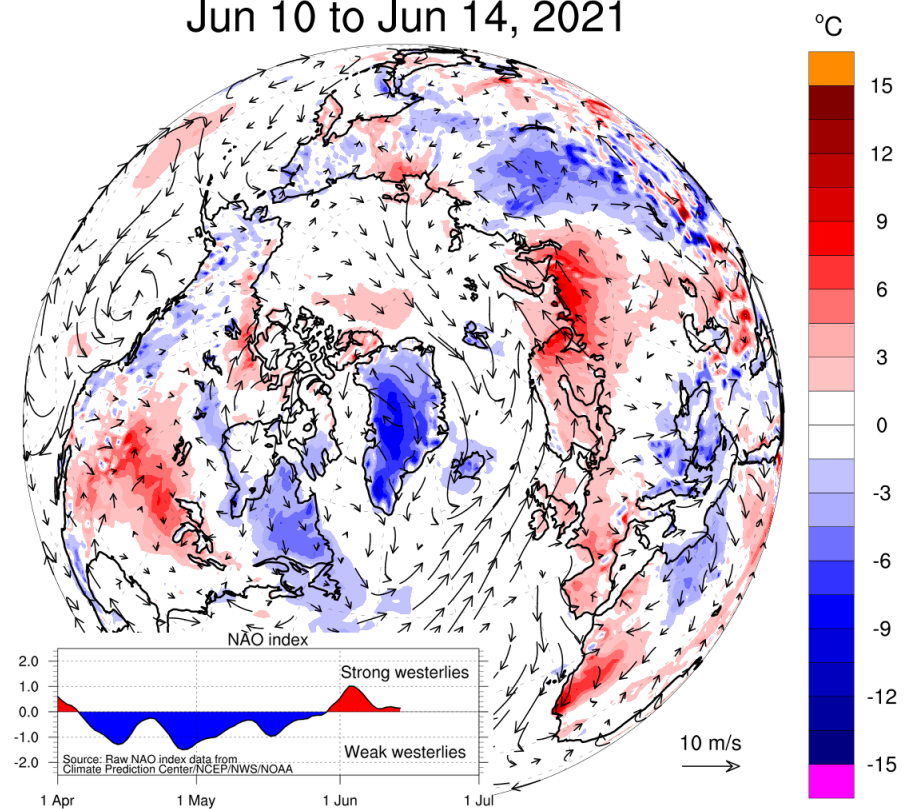 Jun 10 to Jun 14, 2021
°C
15
12
9
6
3
0
-3
-6
-9
-12
-15
10 m/s
NAO index
2.0
1.0
0.0
-1.0
-2.0
Strong westerlies
Weak westerlies
Source: Raw NAO index data from
Climate Prediction Center/NCEP/NWS/NOAA
1 Apr 1 May 1 Jun 1 Jul